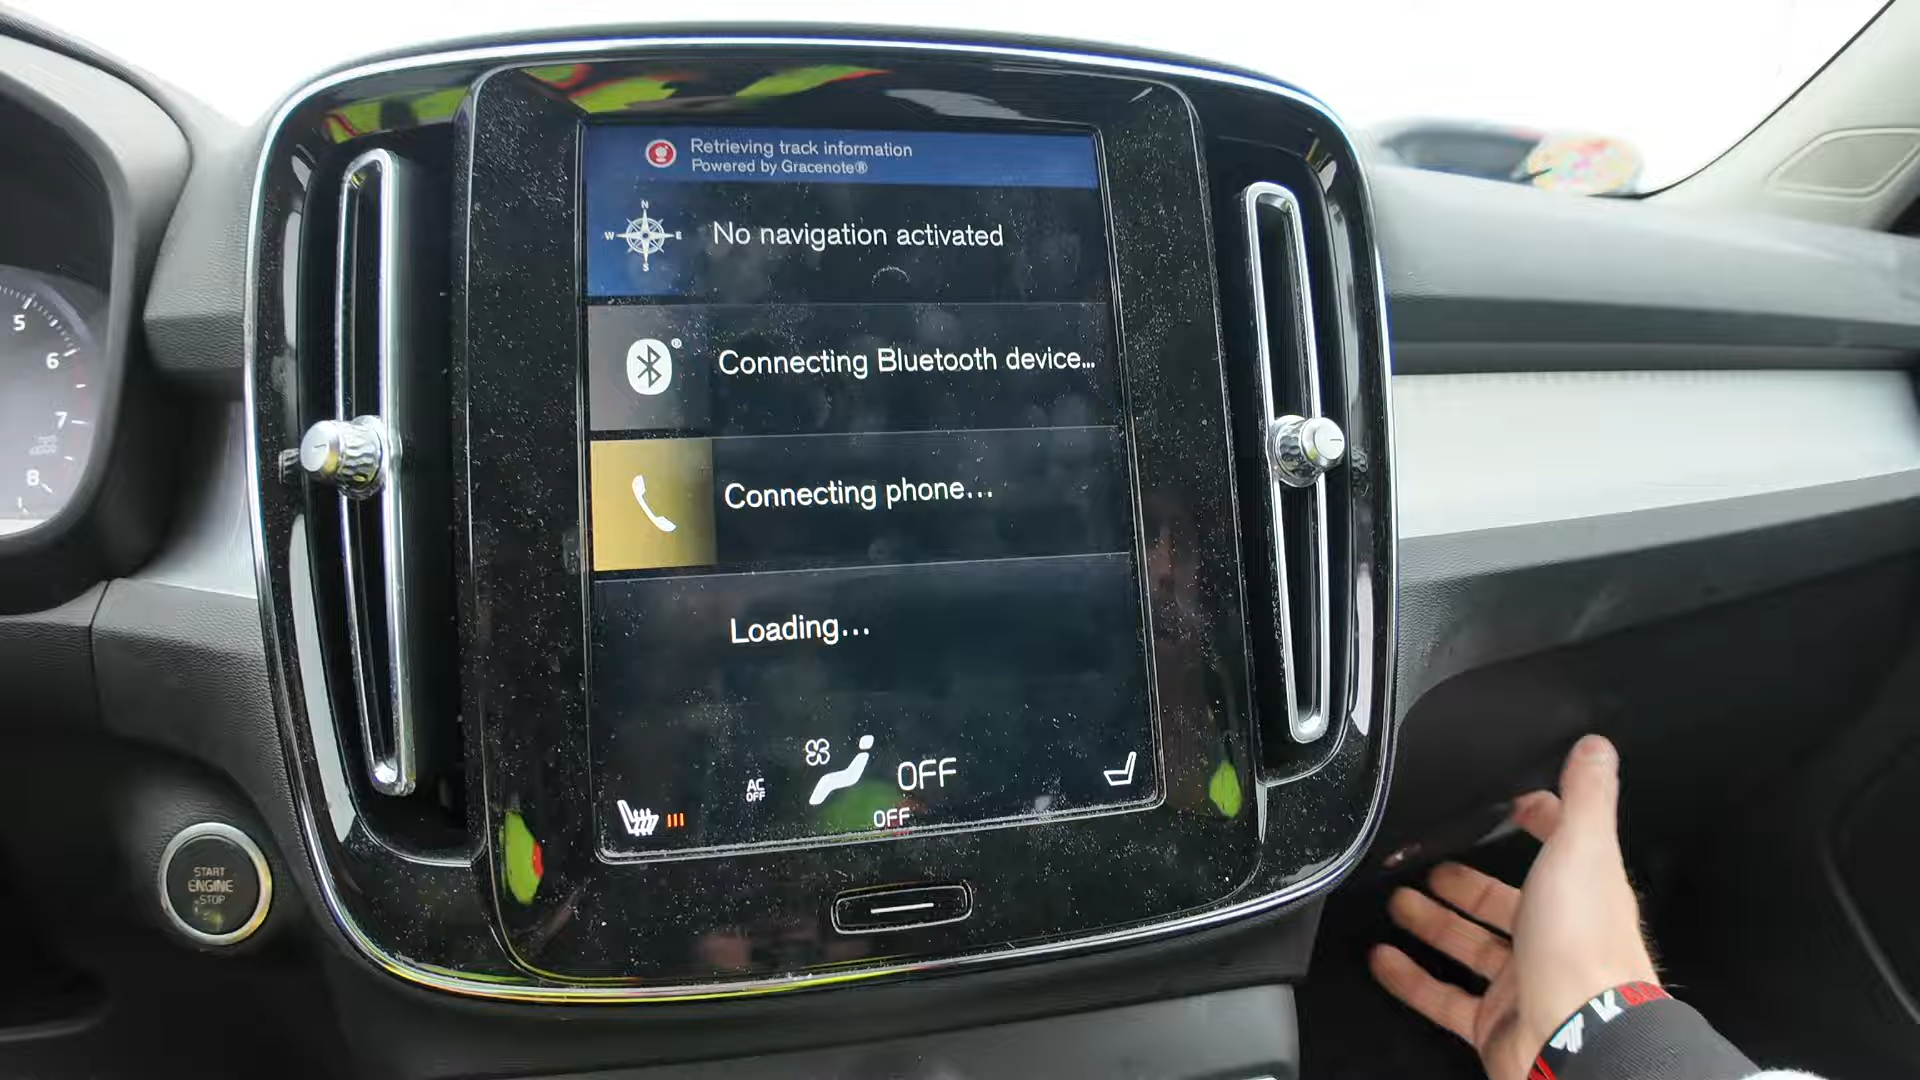 Retrieving track information
Powered by Gracenote®
N
W E
S
No navigation activated
®
Connecting Bluetooth device...
Connecting phone...
Loading...
AC
OFF
OFF
OFF
START
ENGINE
STOP
5
6
7
8